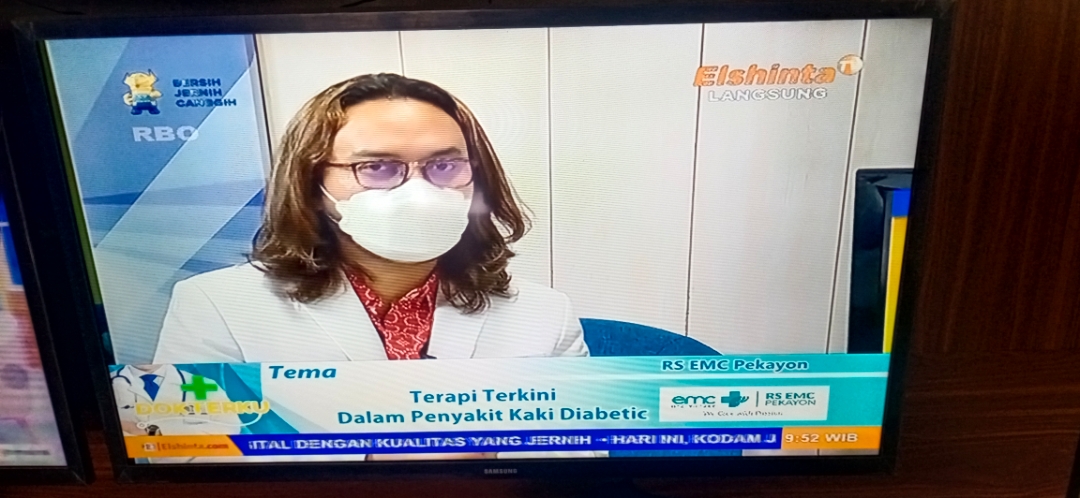 BERSIH
JERNIH
CANGGIH
RBO
Elshinta TV
LANGSUNG
Tema
RS EMC Pekayon
Terapi Terkini
Dalam Penyakit Kaki Diabetic
emc
RS EMC
PEKAYON
DOKTERKU
Elshinta.com
ITAL DENGAN KUALITAS YANG JERNIH - HARI INI, KODAM J
9:52 WIB
SAMSUNG